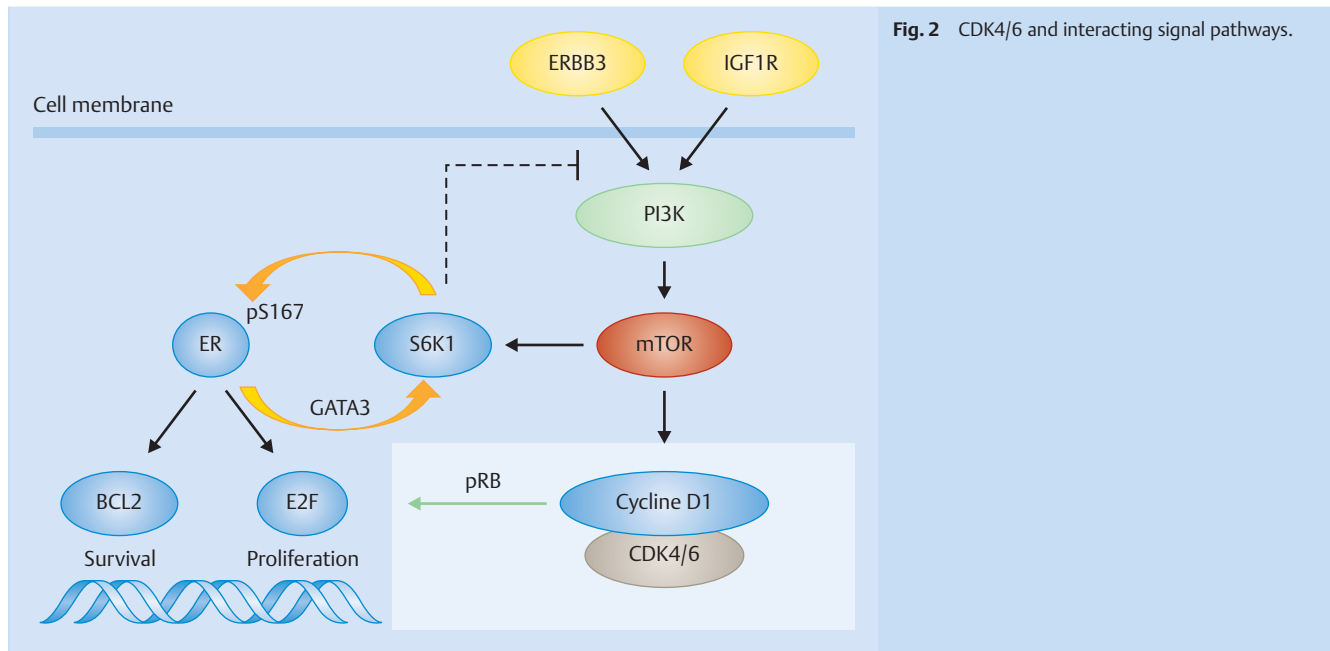 Fig. 2 CDK4/6 and interacting signal pathways.
ERBB3
IGF1R
Cell membrane
PI3K
pS167
ER
S6K1
mTOR
GATA3
pRB
BCL2
E2F
Cycline D1
CDK4/6
Survival
Proliferation